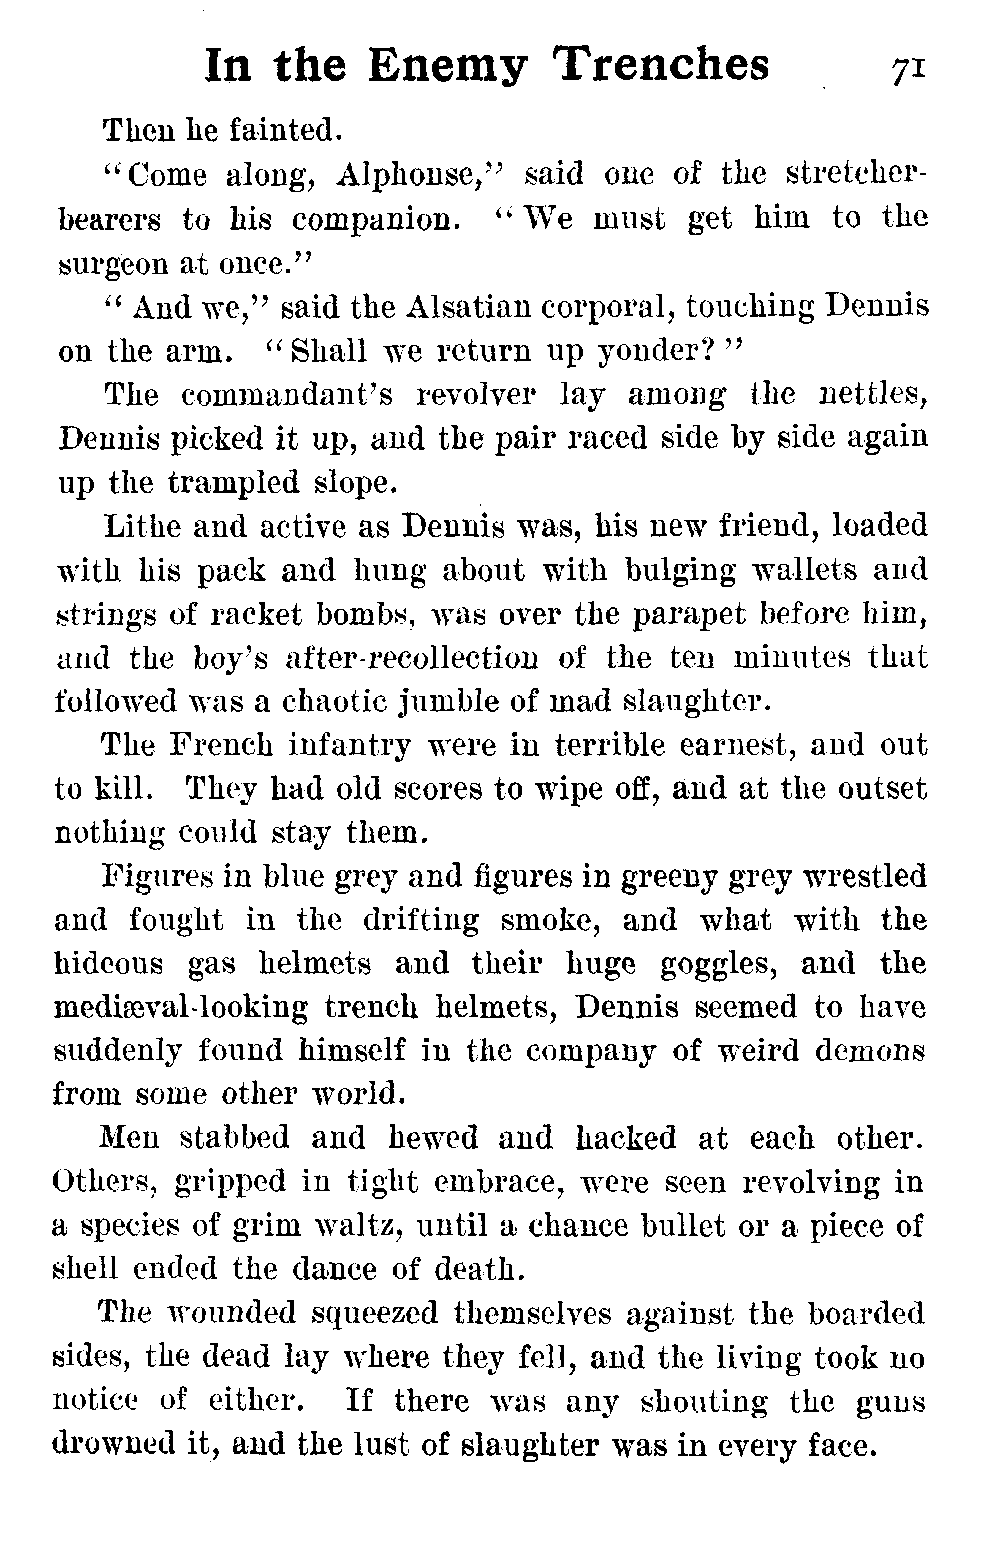 In the Enemy Trenches 71
Then he fainted.
"Come along, Alphonse," said one of the stretcher-
bearers to his companion. "We must get him to the
surgeon at once."
"And we," said the Alsatian corporal, touching Dennis
on the arm. "Shall we return up yonder?"
The commandant's revolver lay among the nettles,
Dennis picked it up, and the pair raced side by side again
up the trampled slope.
Lithe and active as Dennis was, his new friend, loaded
with his pack and hung about with bulging wallets and
strings of racket bombs, was over the parapet before him,
and the boy's after-recollection of the ten minutes that
followed was a chaotic jumble of mad slaughter.
The French infantry were in terrible earnest, and out
to kill. They had old scores to wipe off, and at the outset
nothing could stay them.
Figures in blue grey and figures in greeny grey wrestled
and fought in the drifting smoke, and what with the
hideous gas helmets and their huge goggles, and the
mediæval-looking trench helmets, Dennis seemed to have
suddenly found himself in the company of weird demons
from some other world.
Men stabbed and hewed and hacked at each other.
Others, gripped in tight embrace, were seen revolving in
a species of grim waltz, until a chance bullet or a piece of
shell ended the dance of death.
The wounded squeezed themselves against the boarded
sides, the dead lay where they fell, and the living took no
notice of either. If there was any shouting the guns
drowned it, and the lust of slaughter was in every face.